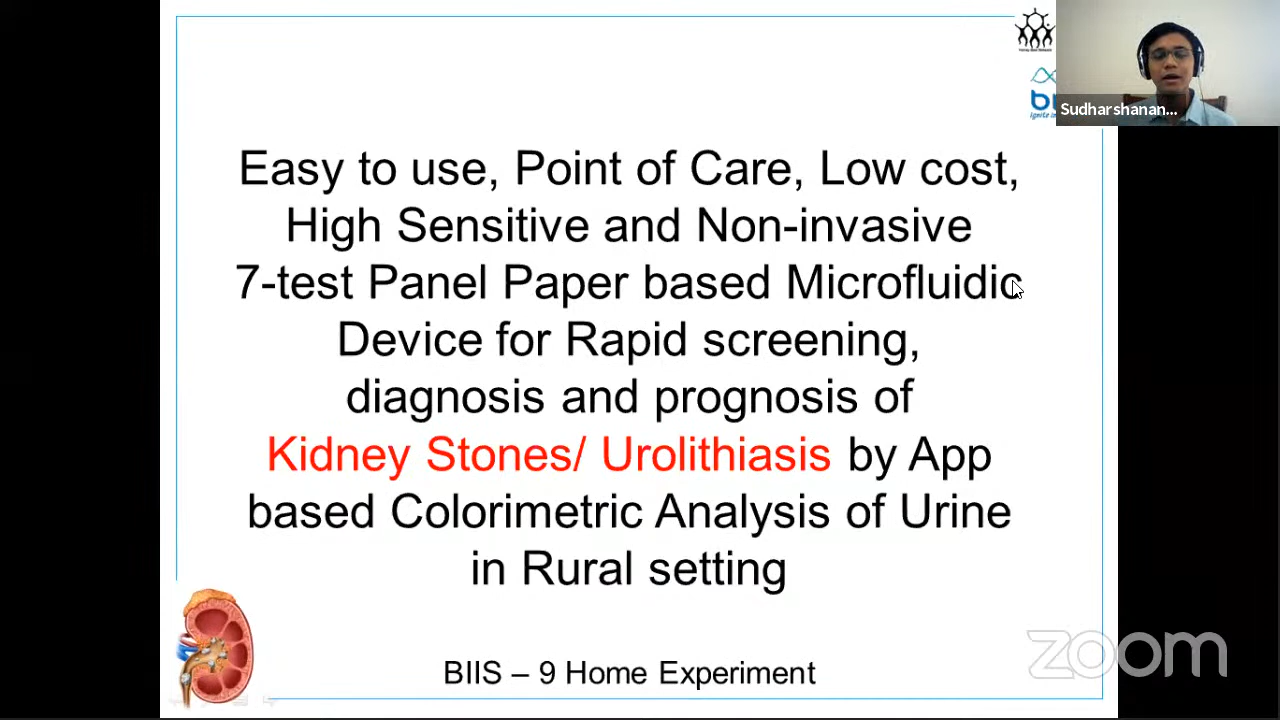 Easy to use, Point of Care, Low cost,
High Sensitive and Non-invasive
7-test Panel Paper based Microfluidic
Device for Rapid screening,
diagnosis and prognosis of
Kidney Stones/ Urolithiasis by App
based Colorimetric Analysis of Urine
in Rural setting
BIIS – 9 Home Experiment
Sudharshanan...
zoom